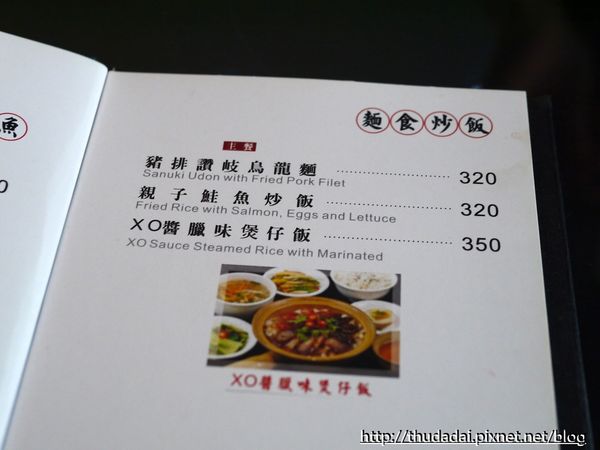 魚
0
麵食炒飯
主餐
豬排讚岐烏龍麵 320
Sanuki Udon with Fried Pork Filet
親子鮭魚炒飯 320
Fried Rice with Salmon, Eggs and Lettuce
XO醬臘味煲仔飯 350
XO Sauce Steamed Rice with Marinated
XO醬臘味煲仔飯
http://thudadai.pixnet.net/blog